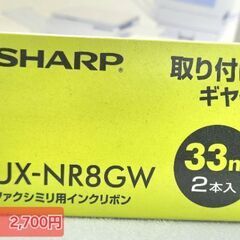 SHARP
取り付け
ギヤ
UX-NR8GW
ファクシミリ用インクリボン
33m
2本入
2,700円